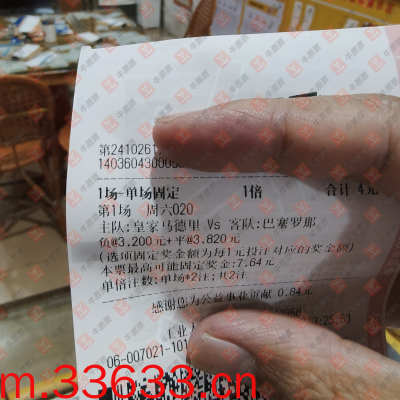 第2410261
1403604300
1场-单场固定 1倍 合计 4元
第1场 周六020
主队:皇家马德里 Vs 客队:巴塞罗那
负@3.200元+平@3.820元
(选项固定奖金额为每1元投注对应的奖金额)
本票最高可能固定奖金:7.64元
单倍注数:单场*2注;共2注
感谢您为公益事业贡献 0.84元
工业
06-007021-101
m.33633.cn